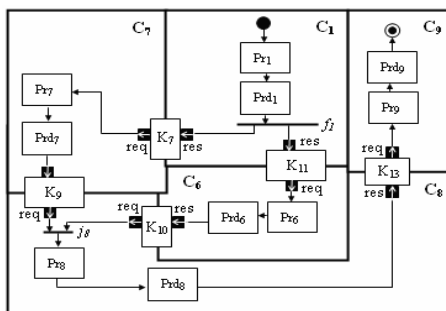 C7
C1
C9
Pr1
Prd9
Pr7
Prd1
Pr9
Prd7
f1
K7
req
res
res
req
K11
K13
K9
C6
req
res
C8
req
req
res
K10
Prd6
Pr6
j8
Pr8
Prd8